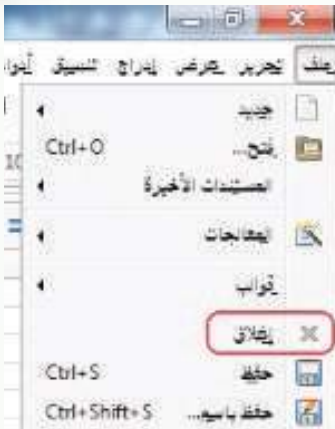 ملف تحرير عرض إدراج تنسيق أدوا
جديد
فتح... Ctrl+O
المستندات الأخيرة
المعالجات
قوالب
إغلاق
حفظ Ctrl+S
حفظ باسم... Ctrl+Shift+S